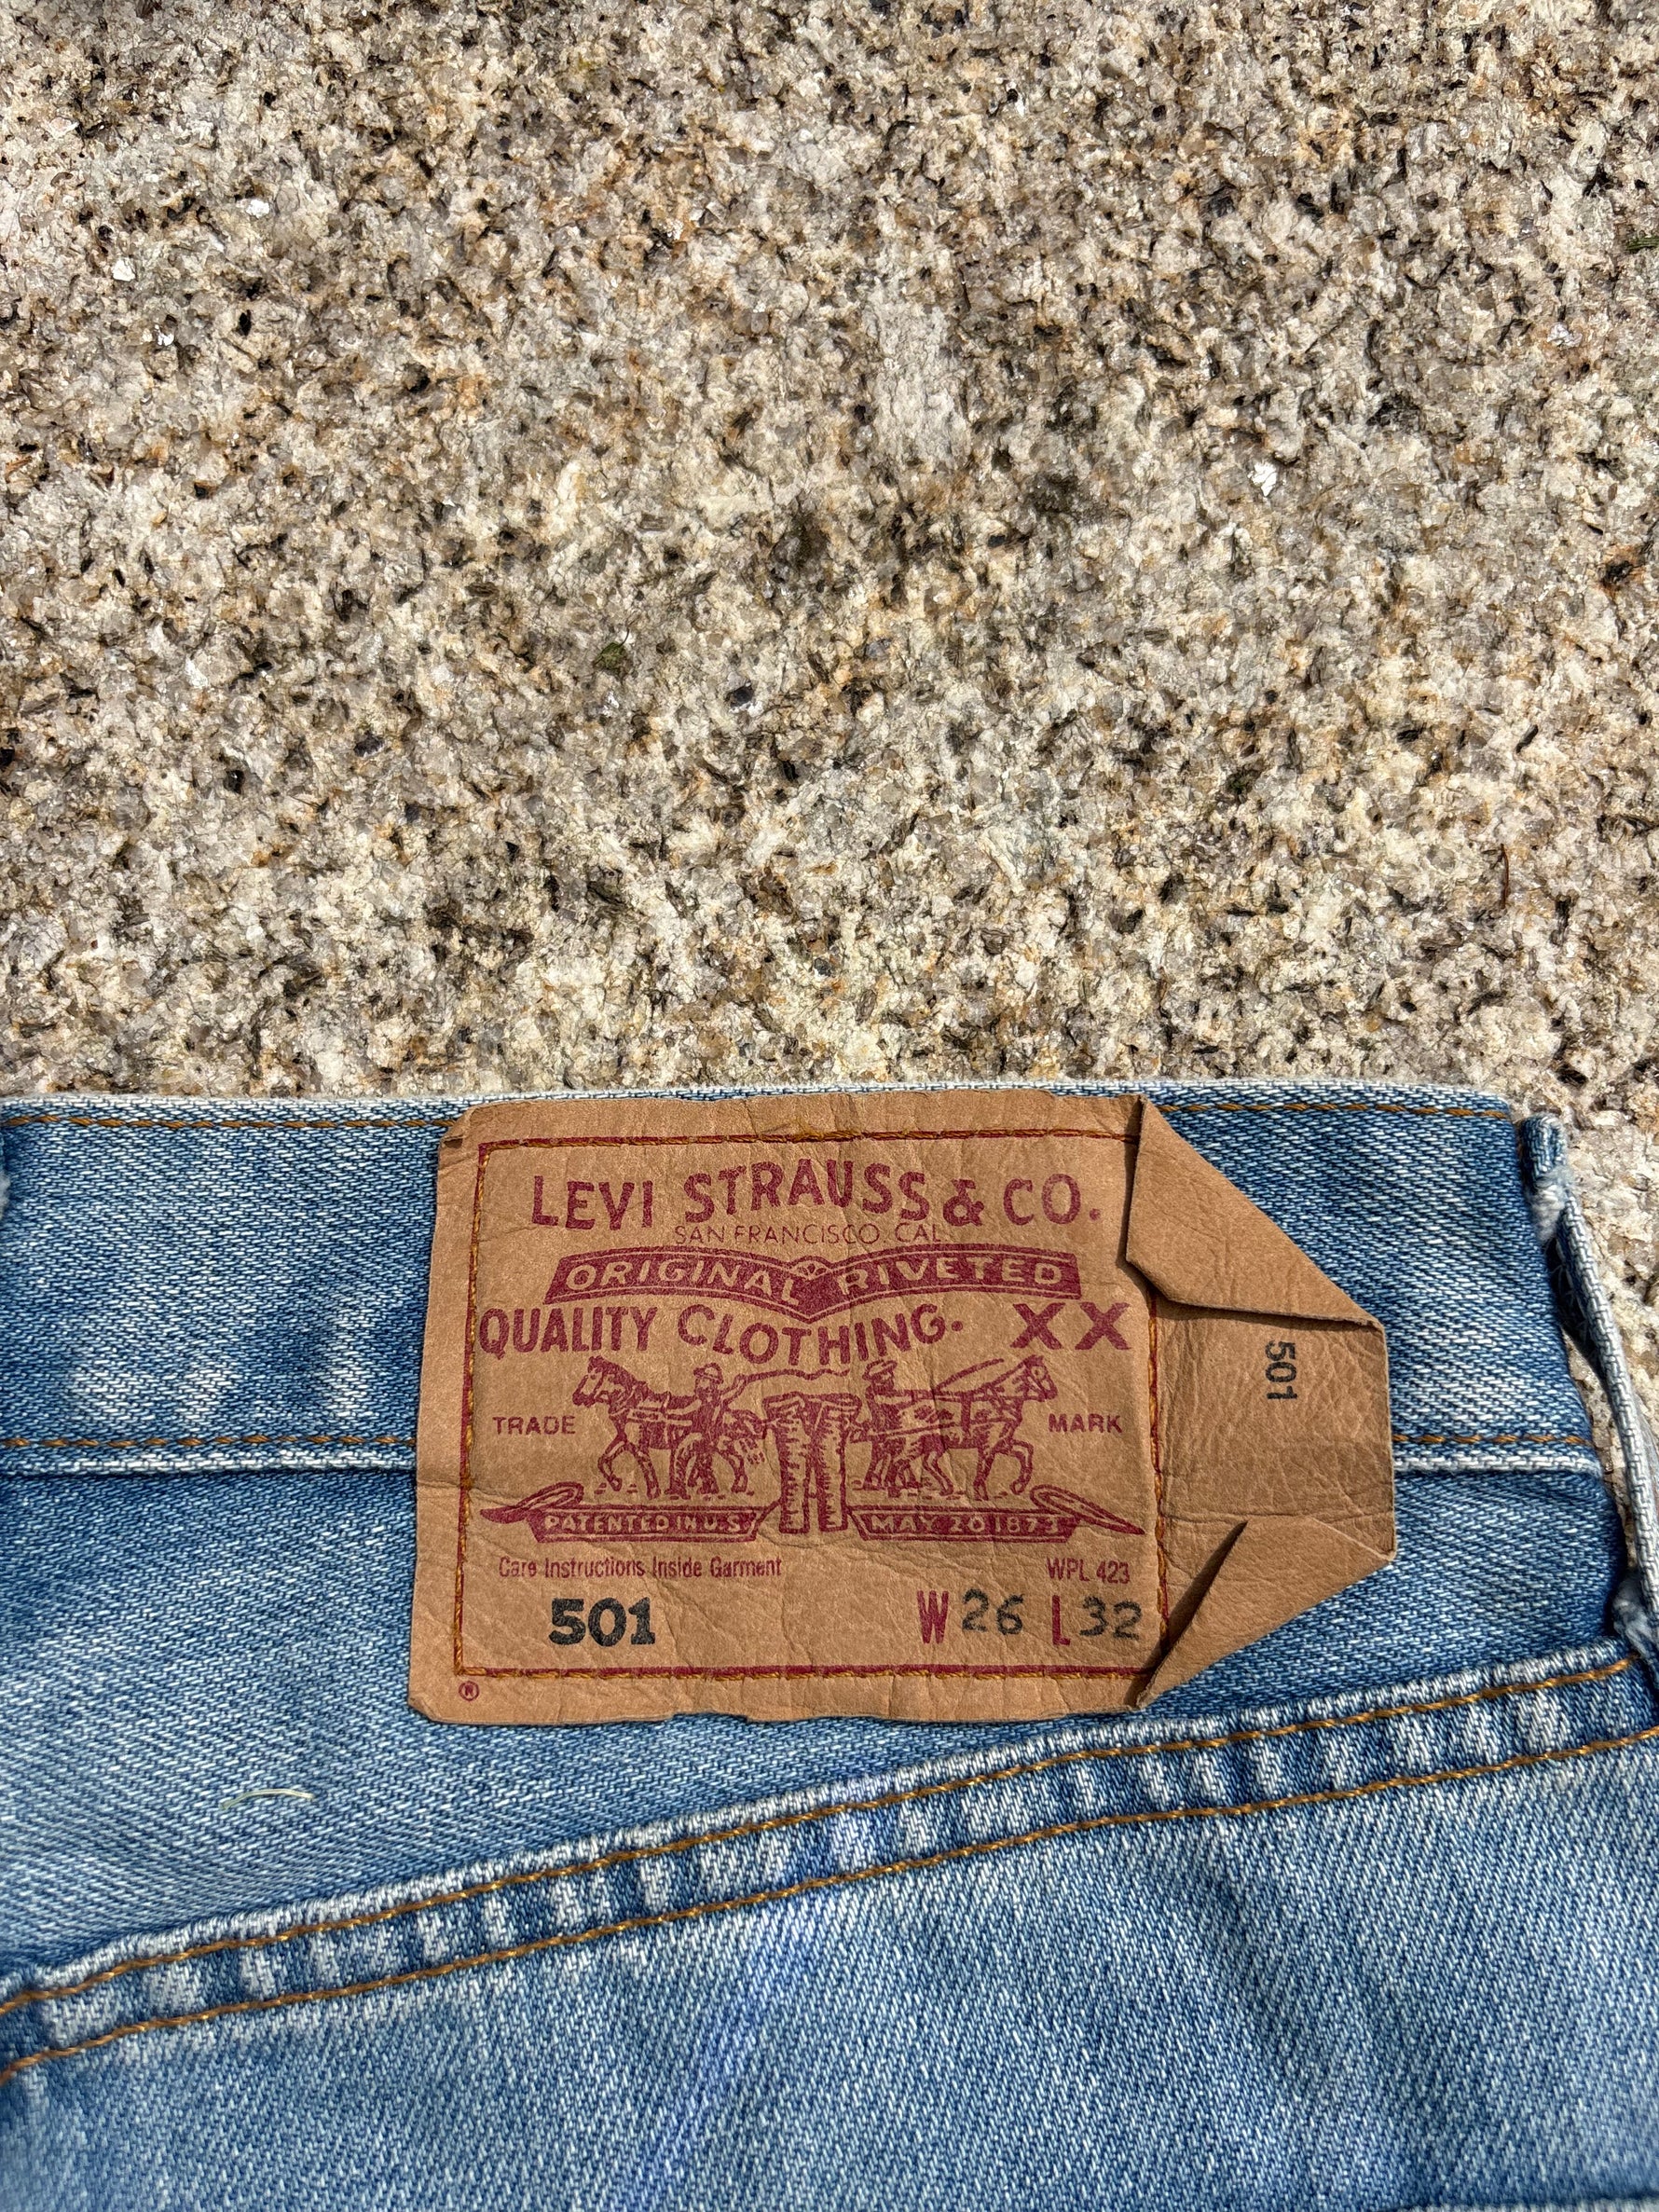 LEVI STRAUSS & CO.
SAN FRANCISCO, CAL.
ORIGINAL RIVETED
QUALITY CLOTHING. XX
TRADE MARK
PATENTED IN U.S. MAY 20 1873
Care Instructions Inside Garment WPL 423
501 W 26 L 32
®
501